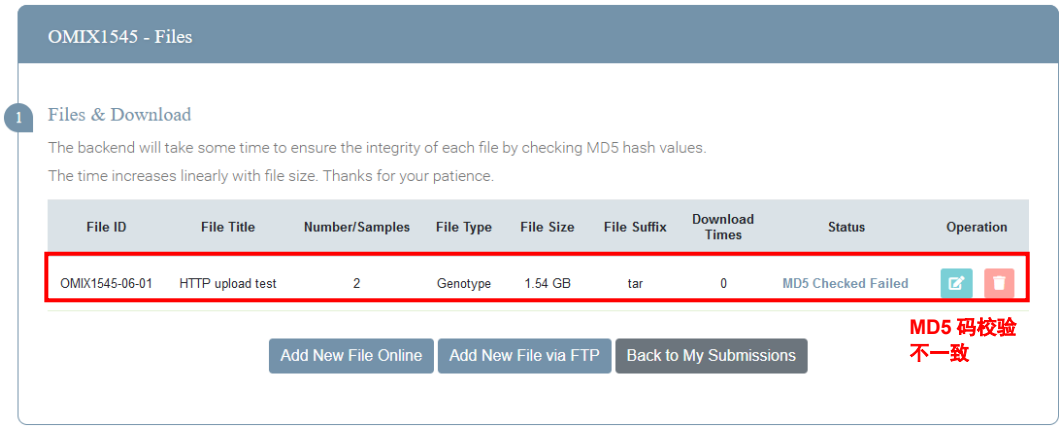 OMIX1545 - Files
1
Files & Download
The backend will take some time to ensure the integrity of each file by checking MD5 hash values.
The time increases linearly with file size. Thanks for your patience.
File ID File Title Number/Samples File Type File Size File Suffix Download Times Status Operation
OMIX1545-06-01 HTTP upload test 2 Genotype 1.54 GB tar 0 MD5 Checked Failed
MD5 码校验
不一致
Add New File Online Add New File via FTP Back to My Submissions